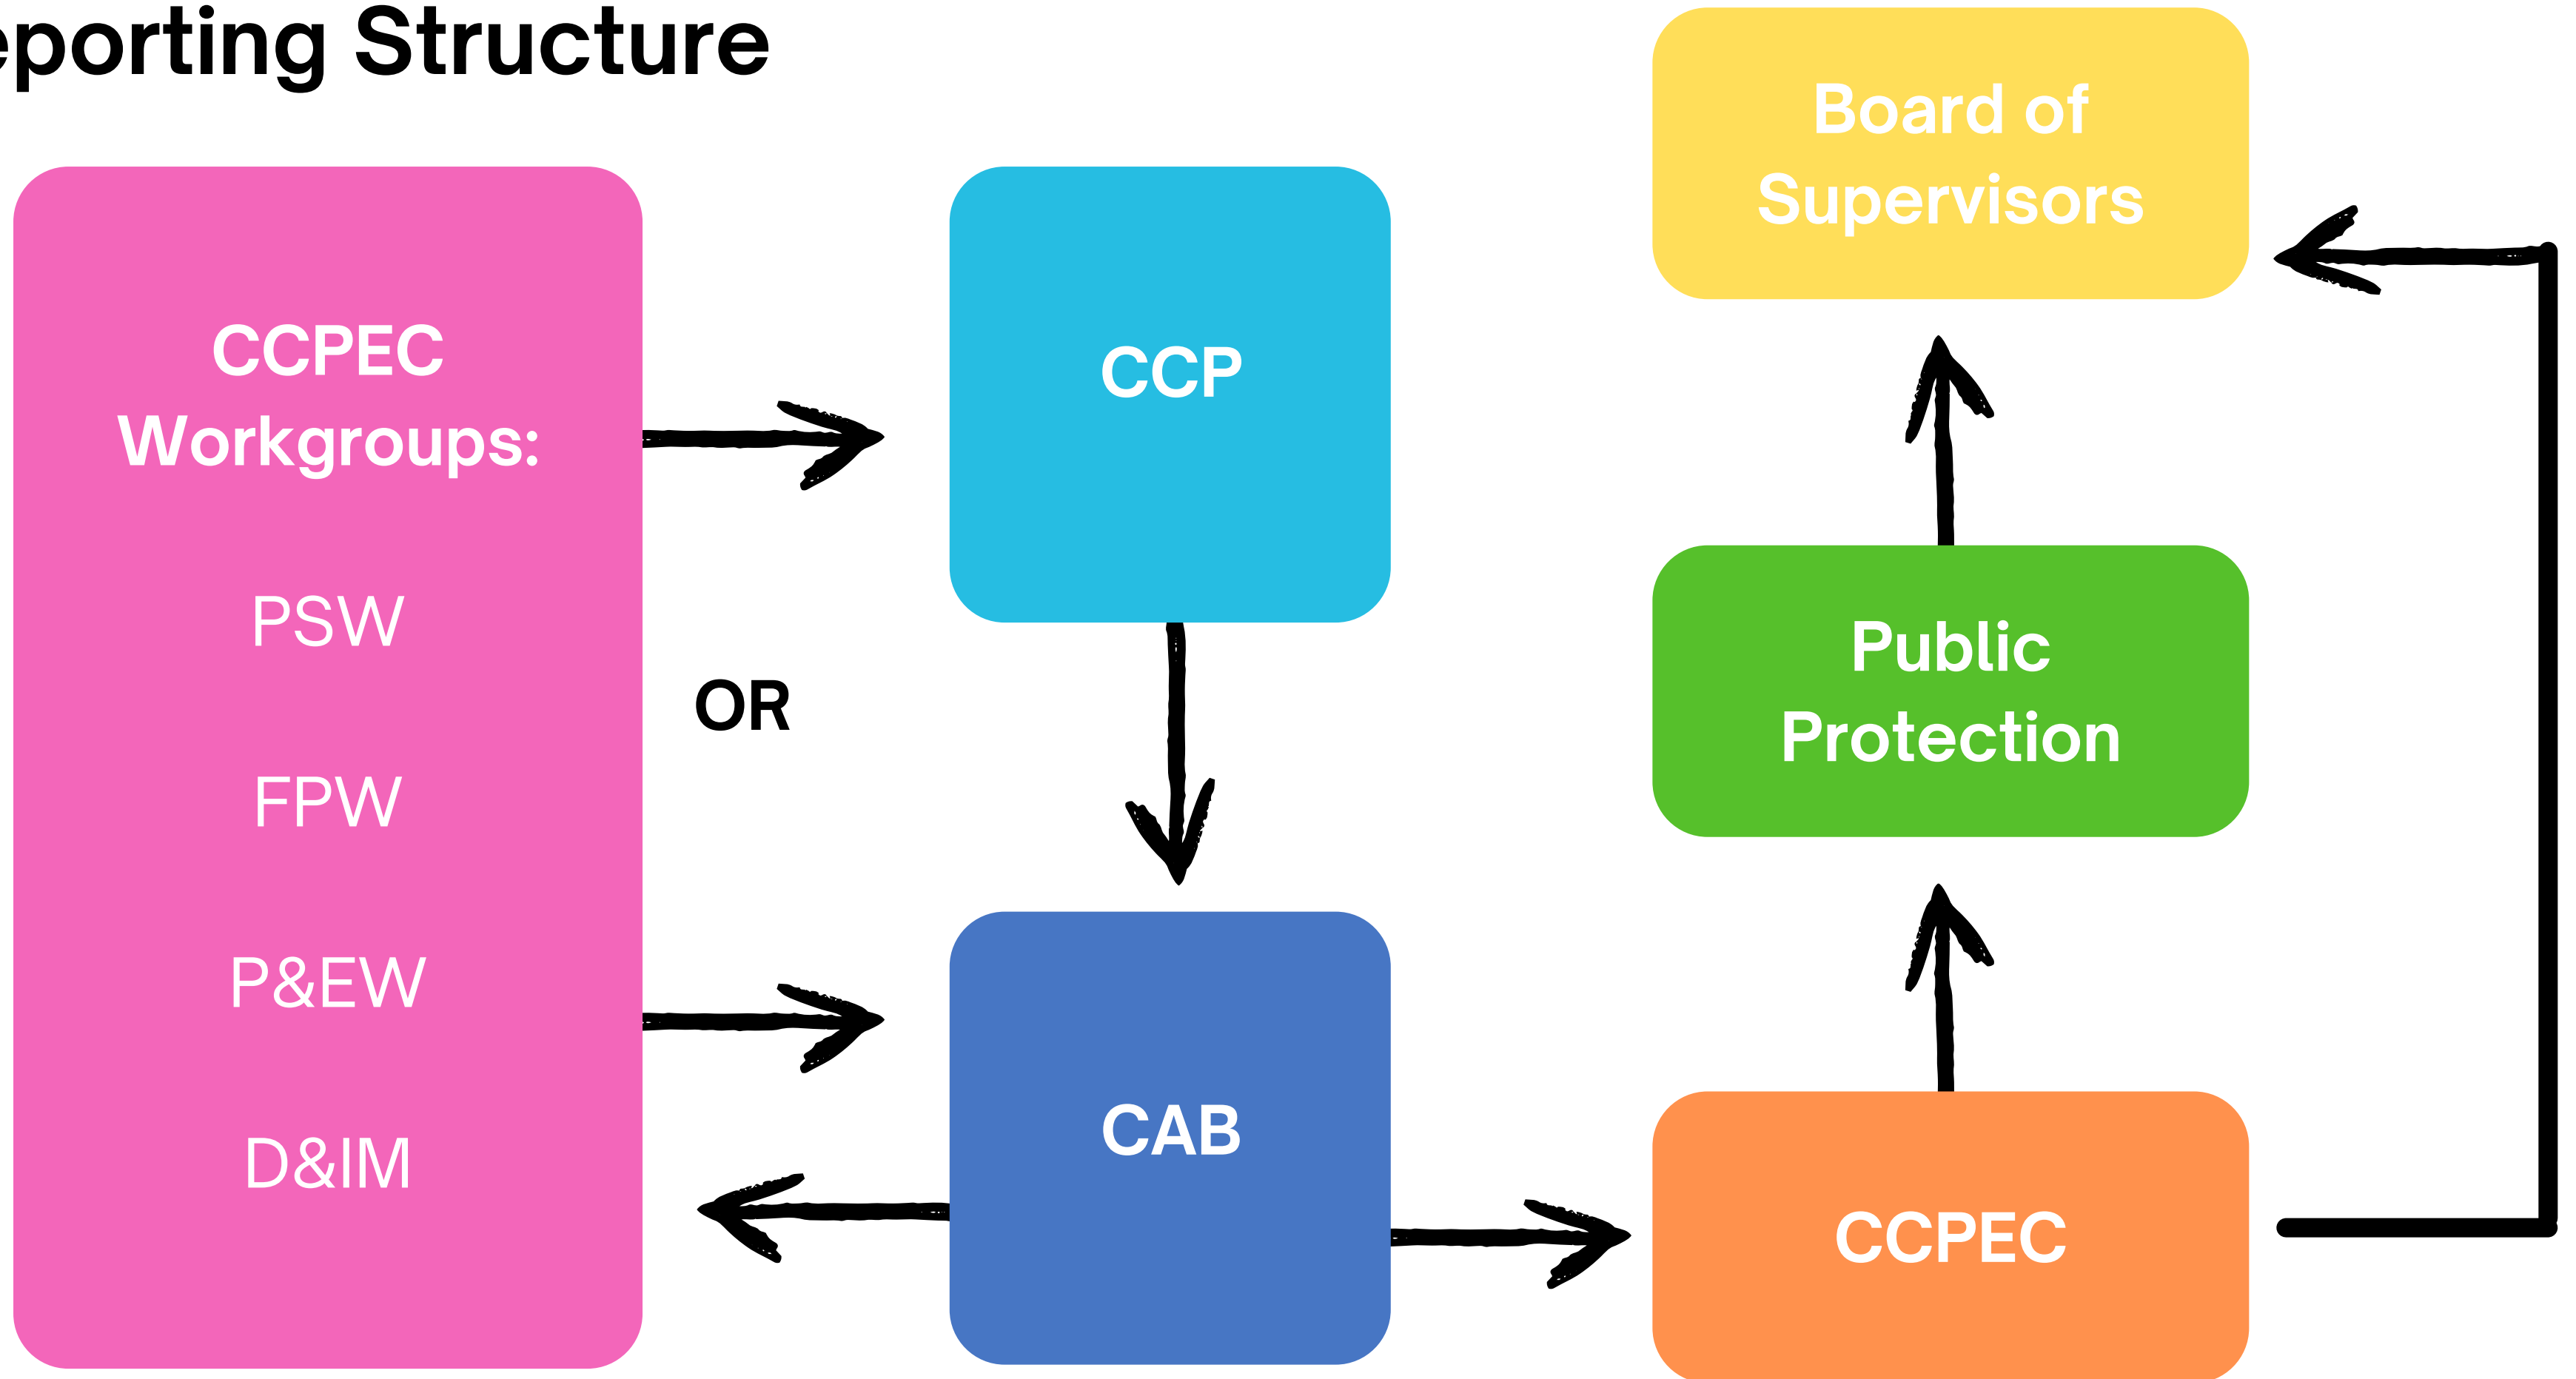 eporting Structure
CCPEC
Workgroups:
PSW
FPW
P&EW
D&IM
OR
CCP
CAB
Board of
Supervisors
Public
Protection
CCPEC